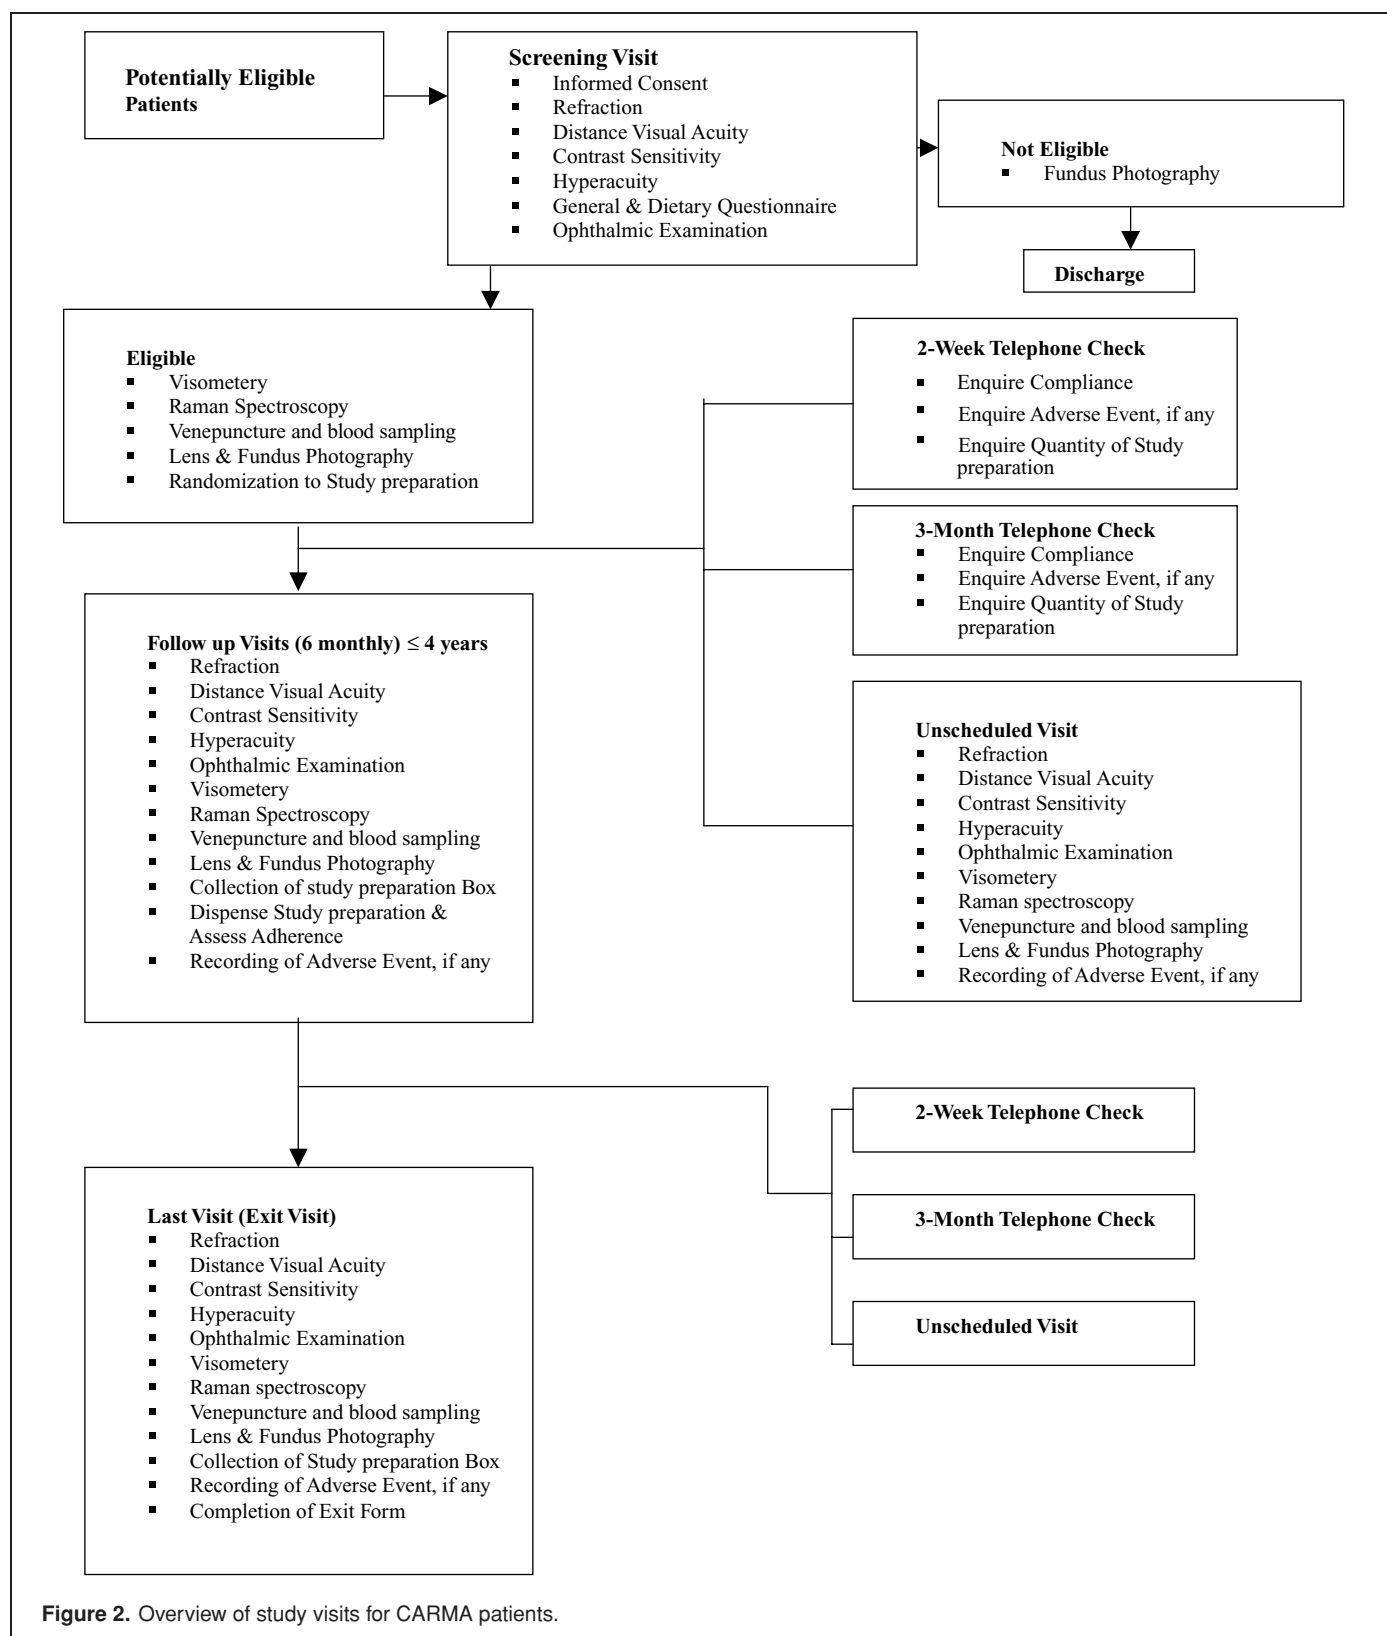 Potentially Eligible
Patients
Screening Visit
▪ Informed Consent
▪ Refraction
▪ Distance Visual Acuity
▪ Contrast Sensitivity
▪ Hyperacuity
▪ General & Dietary Questionnaire
▪ Ophthalmic Examination
Not Eligible
▪ Fundus Photography
Discharge
Eligible
▪ Visometery
▪ Raman Spectroscopy
▪ Venepuncture and blood sampling
▪ Lens & Fundus Photography
▪ Randomization to Study preparation
2-Week Telephone Check
▪ Enquire Compliance
▪ Enquire Adverse Event, if any
▪ Enquire Quantity of Study
preparation
3-Month Telephone Check
▪ Enquire Compliance
▪ Enquire Adverse Event, if any
▪ Enquire Quantity of Study
preparation
Follow up Visits (6 monthly) ≤ 4 years
▪ Refraction
▪ Distance Visual Acuity
▪ Contrast Sensitivity
▪ Hyperacuity
▪ Ophthalmic Examination
▪ Visometery
▪ Raman Spectroscopy
▪ Venepuncture and blood sampling
▪ Lens & Fundus Photography
▪ Collection of study preparation Box
▪ Dispense Study preparation &
Assess Adherence
▪ Recording of Adverse Event, if any
Unscheduled Visit
▪ Refraction
▪ Distance Visual Acuity
▪ Contrast Sensitivity
▪ Hyperacuity
▪ Ophthalmic Examination
▪ Visometery
▪ Raman spectroscopy
▪ Venepuncture and blood sampling
▪ Lens & Fundus Photography
▪ Recording of Adverse Event, if any
2-Week Telephone Check
3-Month Telephone Check
Unscheduled Visit
Last Visit (Exit Visit)
▪ Refraction
▪ Distance Visual Acuity
▪ Contrast Sensitivity
▪ Hyperacuity
▪ Ophthalmic Examination
▪ Visometery
▪ Raman spectroscopy
▪ Venepuncture and blood sampling
▪ Lens & Fundus Photography
▪ Collection of Study preparation Box
▪ Recording of Adverse Event, if any
▪ Completion of Exit Form
Figure 2. Overview of study visits for CARMA patients.